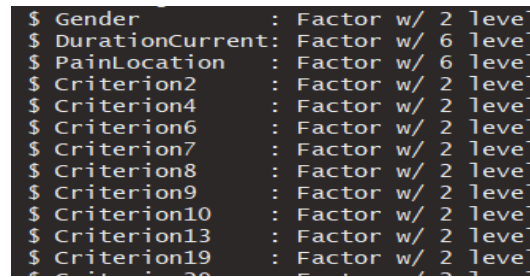 $ Gender         : Factor w/ 2 level
$ DurationCurrent: Factor w/ 6 level
$ PainLocation   : Factor w/ 6 level
$ Criterion2     : Factor w/ 2 level
$ Criterion4     : Factor w/ 2 level
$ Criterion6     : Factor w/ 2 level
$ Criterion7     : Factor w/ 2 level
$ Criterion8     : Factor w/ 2 level
$ Criterion9     : Factor w/ 2 level
$ Criterion10    : Factor w/ 2 level
$ Criterion13    : Factor w/ 2 level
$ Criterion19    : Factor w/ 2 level